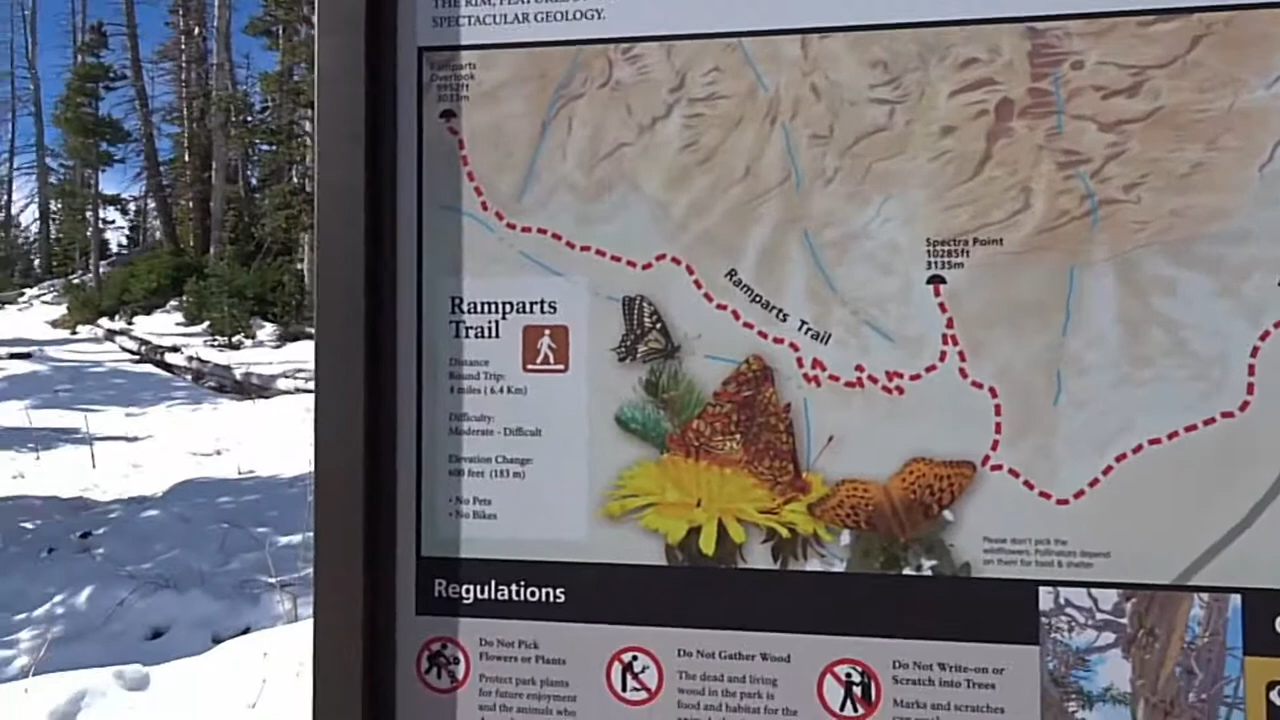 SPECTACULAR GEOLOGY.
Ramparts
Overlook
9952ft
3033m
Spectra Point
10285ft
3135m
Ramparts Trail
Ramparts
Trail
Distance
Round Trip:
4 miles ( 6.4 Km)
Difficulty:
Moderate - Difficult
Elevation Change:
600 feet (183 m)
• No Pets
• No Bikes
Please don't pick the
wildflowers. Pollinators depend
on them for food & shelter
Regulations
Do Not Pick
Flowers or Plants
Protect park plants
for future enjoyment
and the animals who
Do Not Gather Wood
The dead and living
wood in the park is
food and habitat for the
Do Not Write-on or
Scratch into Trees
Marks and scratches